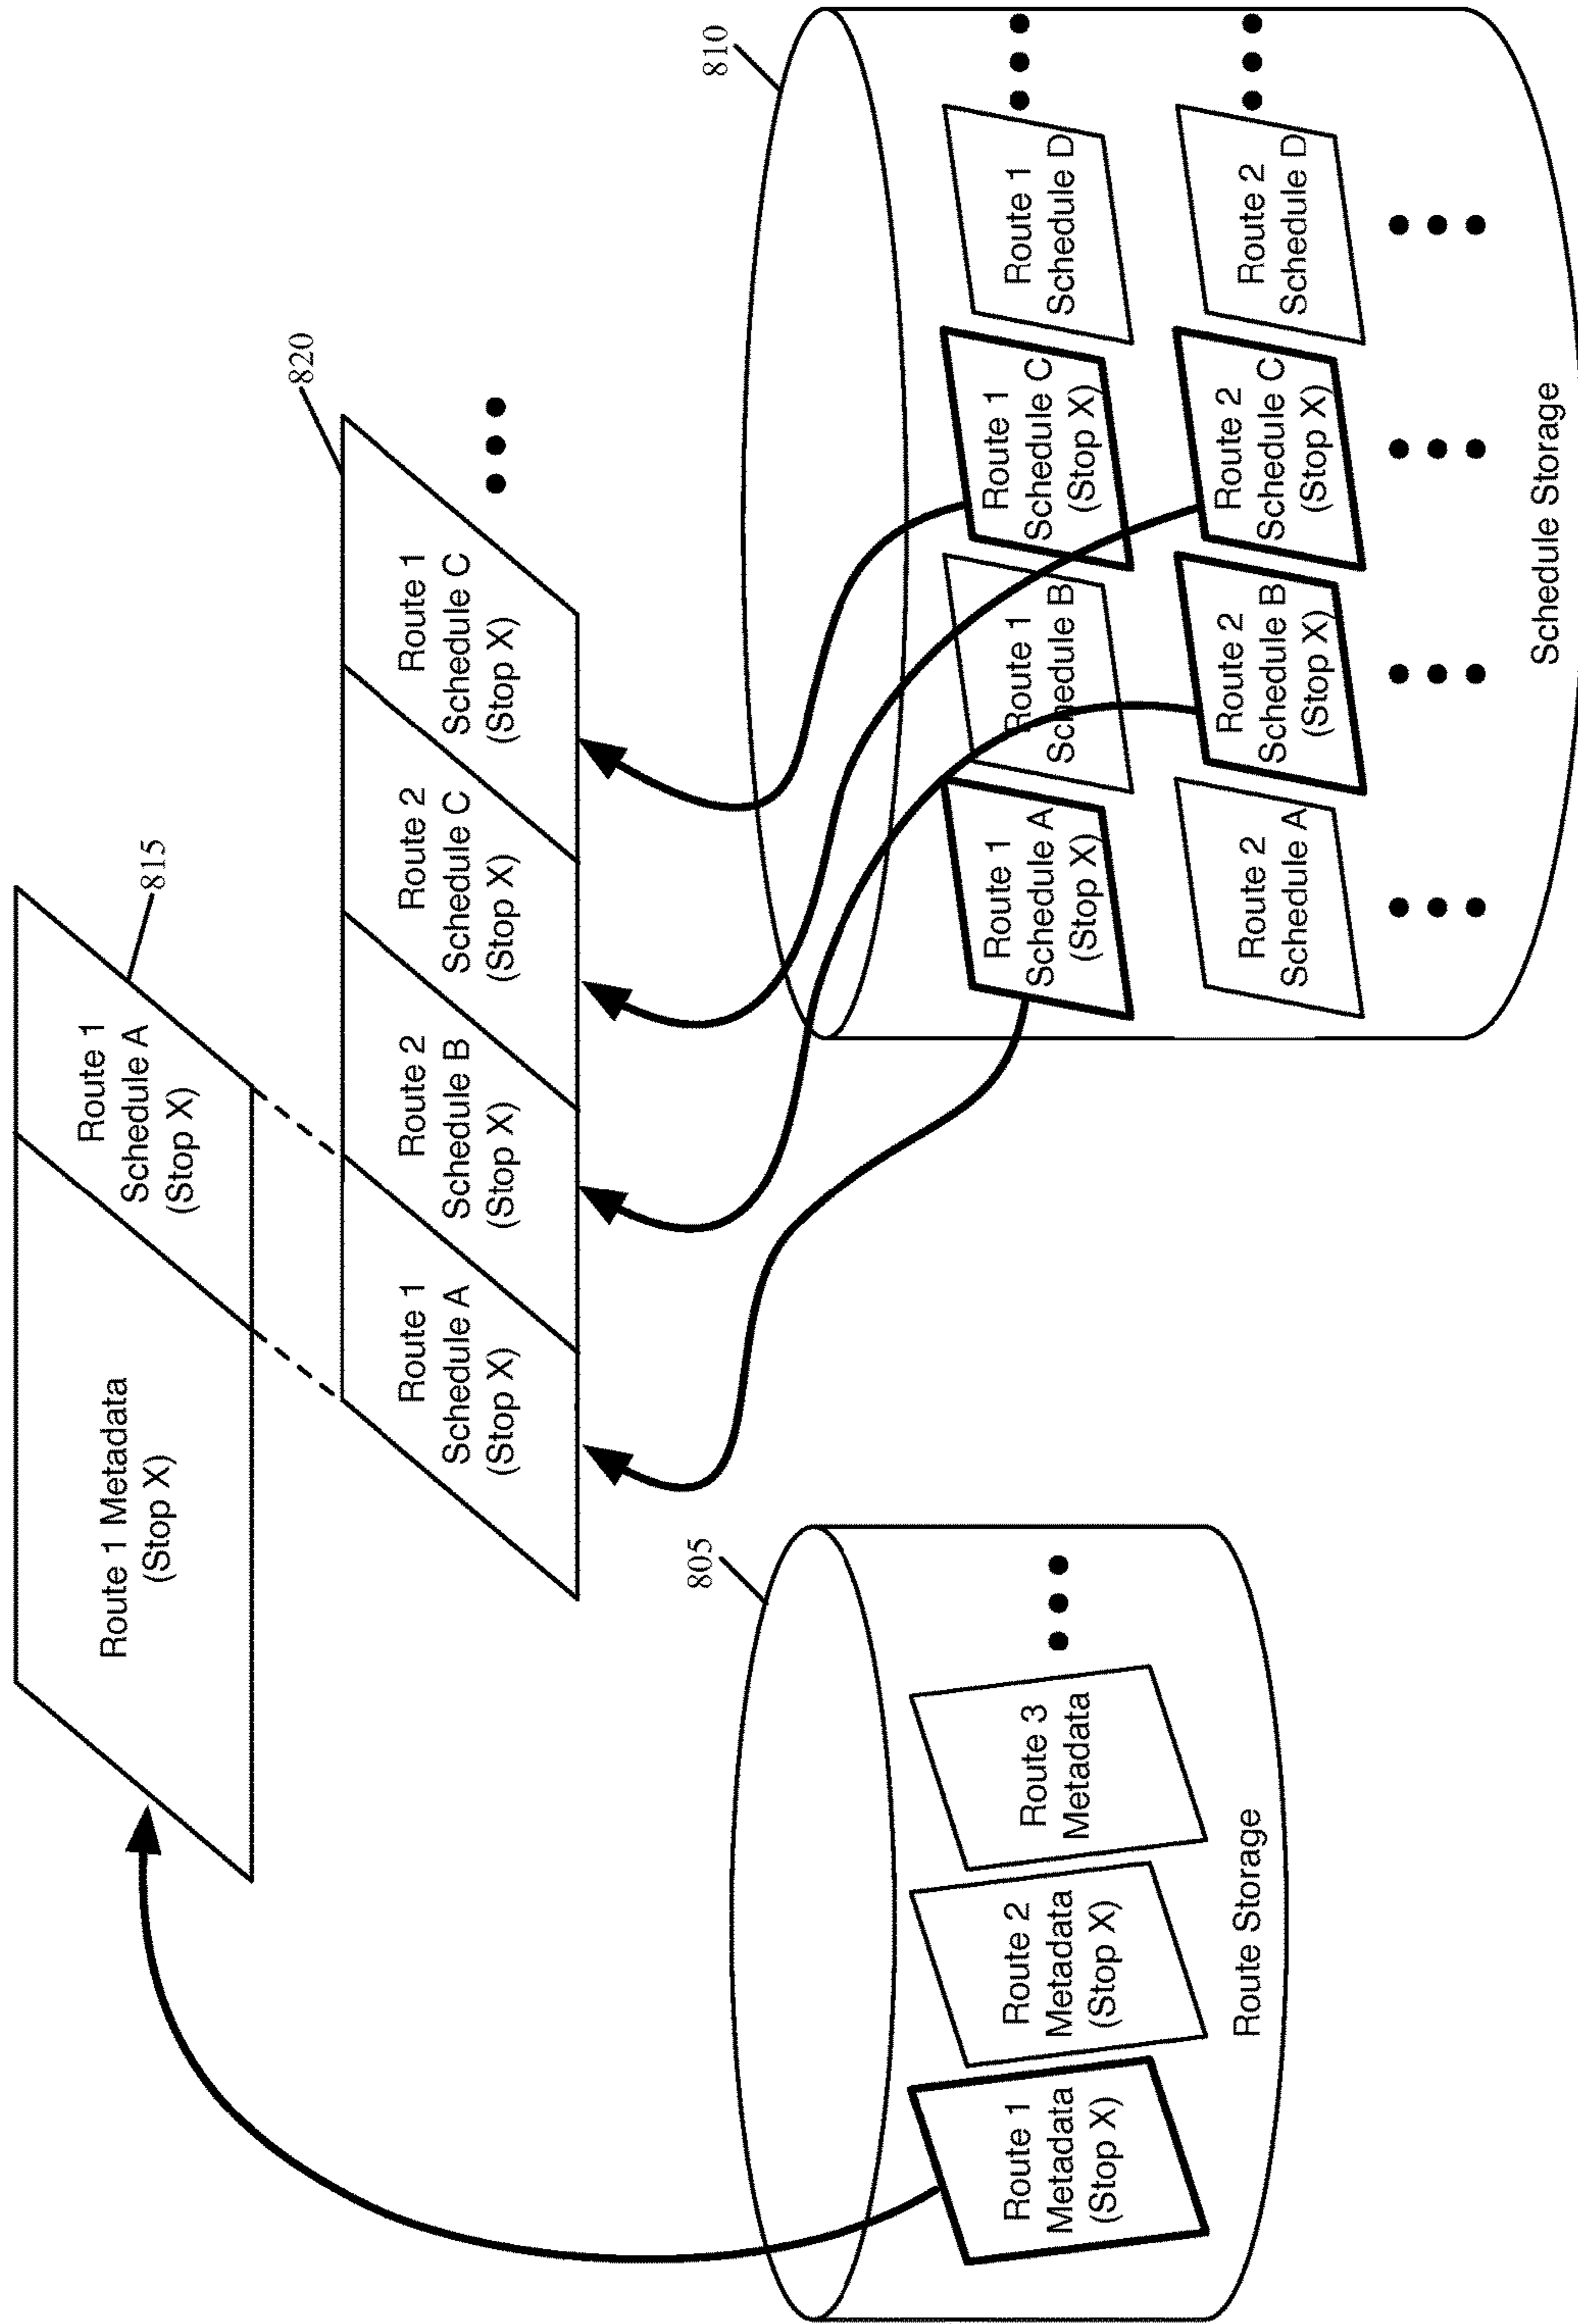 Route 1 Metadata
(Stop X)
Route 1
Schedule A
(Stop X)
815
Route 1
Schedule A
(Stop X)
Route 2
Schedule B
(Stop X)
Route 2
Schedule C
(Stop X)
Route 1
Schedule C
(Stop X)
820
805
Route 1
Metadata
(Stop X)
Route 2
Metadata
(Stop X)
Route 3
Metadata
Route Storage
810
Route 1
Schedule A
(Stop X)
Route 1
Schedule B
Route 1
Schedule C
(Stop X)
Route 1
Schedule D
Route 2
Schedule A
Route 2
Schedule B
(Stop X)
Route 2
Schedule C
(Stop X)
Route 2
Schedule D
Schedule Storage